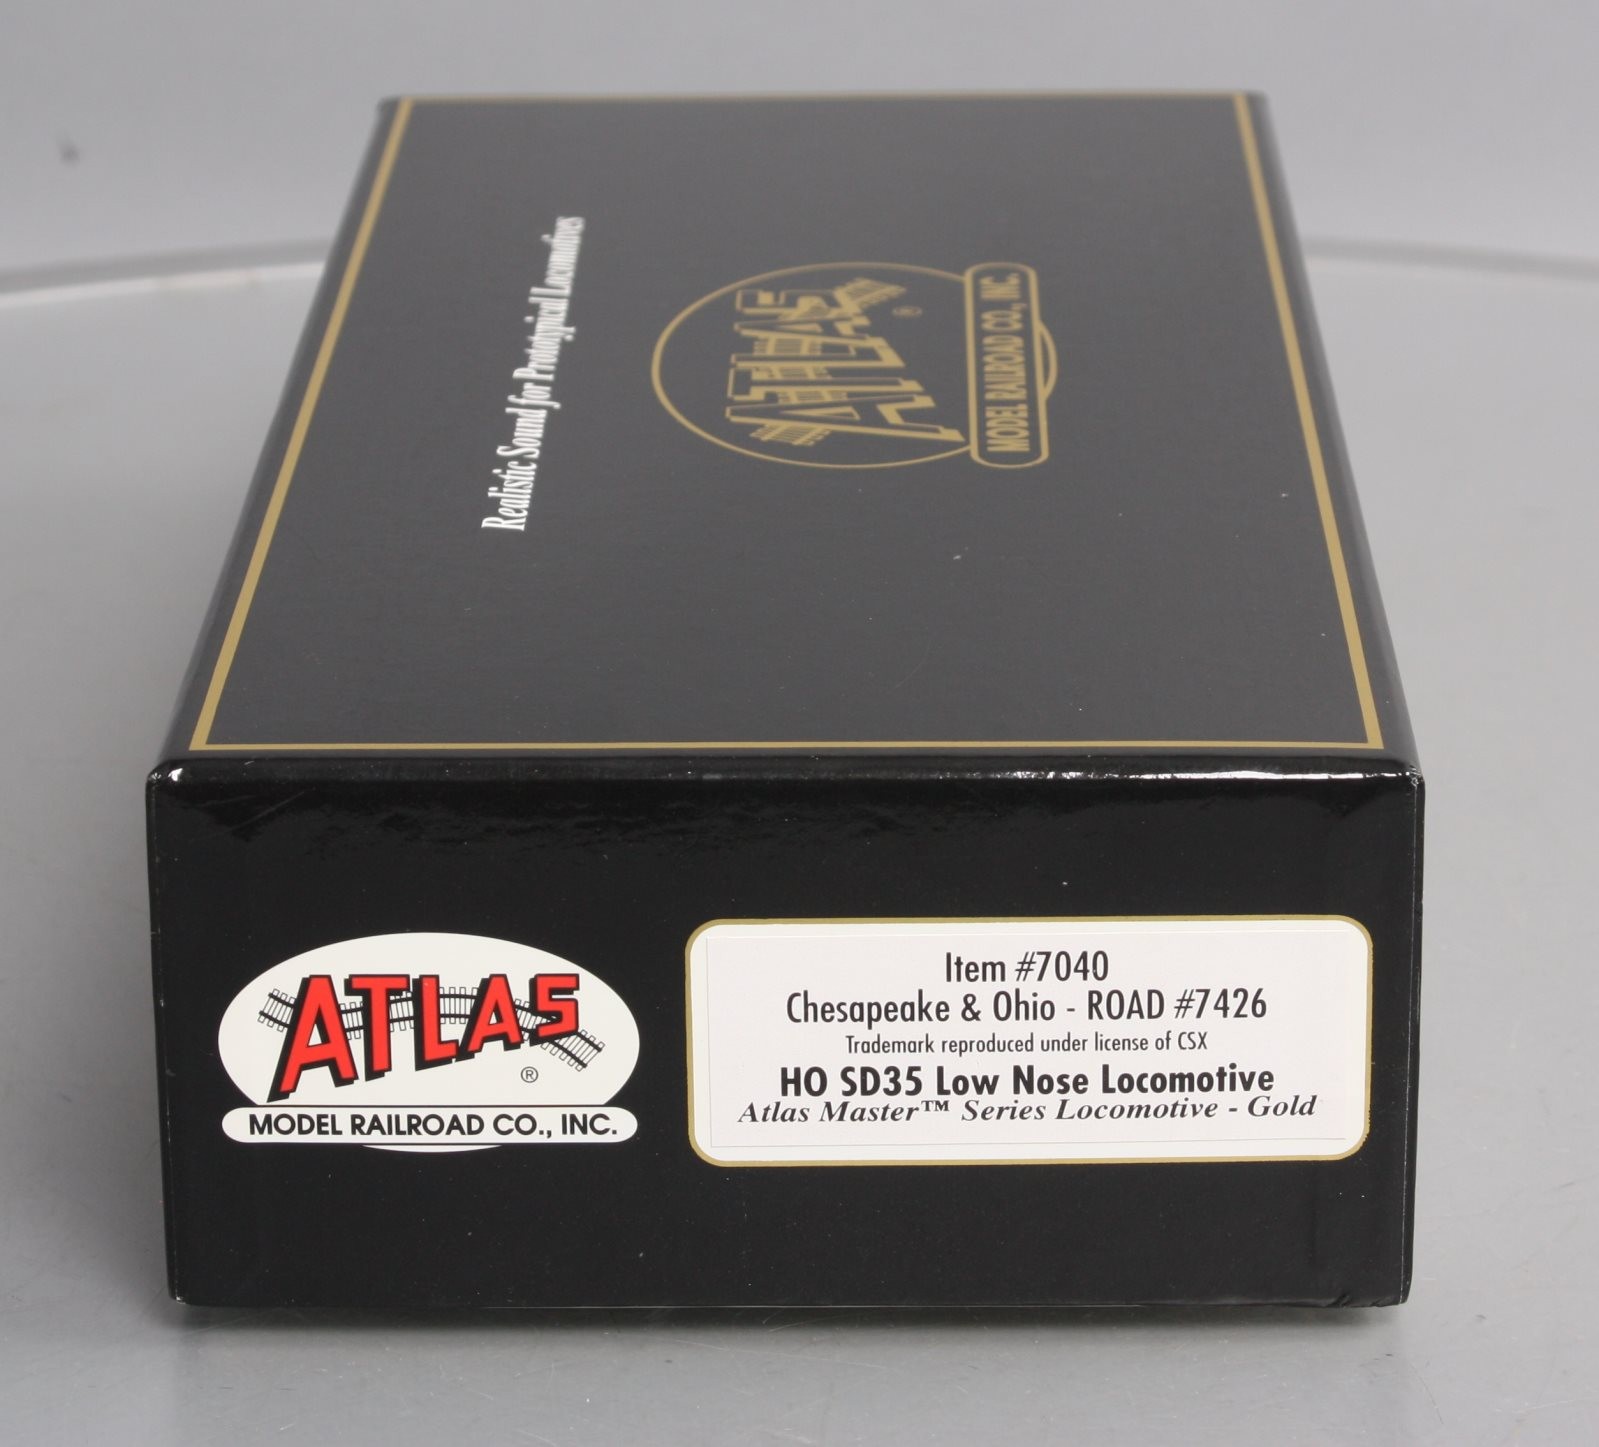 Realistic Sound for Prototypical Locomotives
ATLAS
®
MODEL RAILROAD CO., INC.
ATLAS
®
MODEL RAILROAD CO., INC.
Item #7040
Chesapeake & Ohio - ROAD #7426
Trademark reproduced under license of CSX
HO SD35 Low Nose Locomotive
Atlas Master™ Series Locomotive - Gold